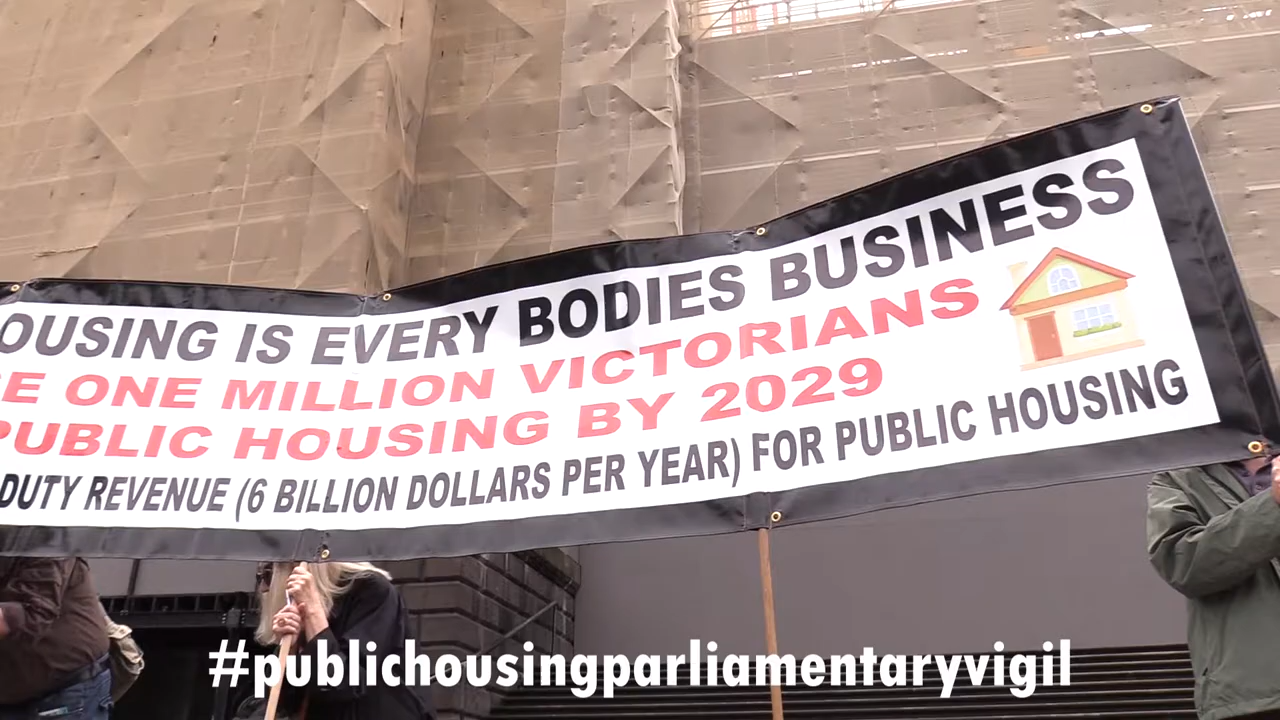 OUSING IS EVERY BODIES BUSINESS
E ONE MILLION VICTORIANS
PUBLIC HOUSING BY 2029
DUTY REVENUE (6 BILLION DOLLARS PER YEAR) FOR PUBLIC HOUSING
#publichousingparliamentaryvigil